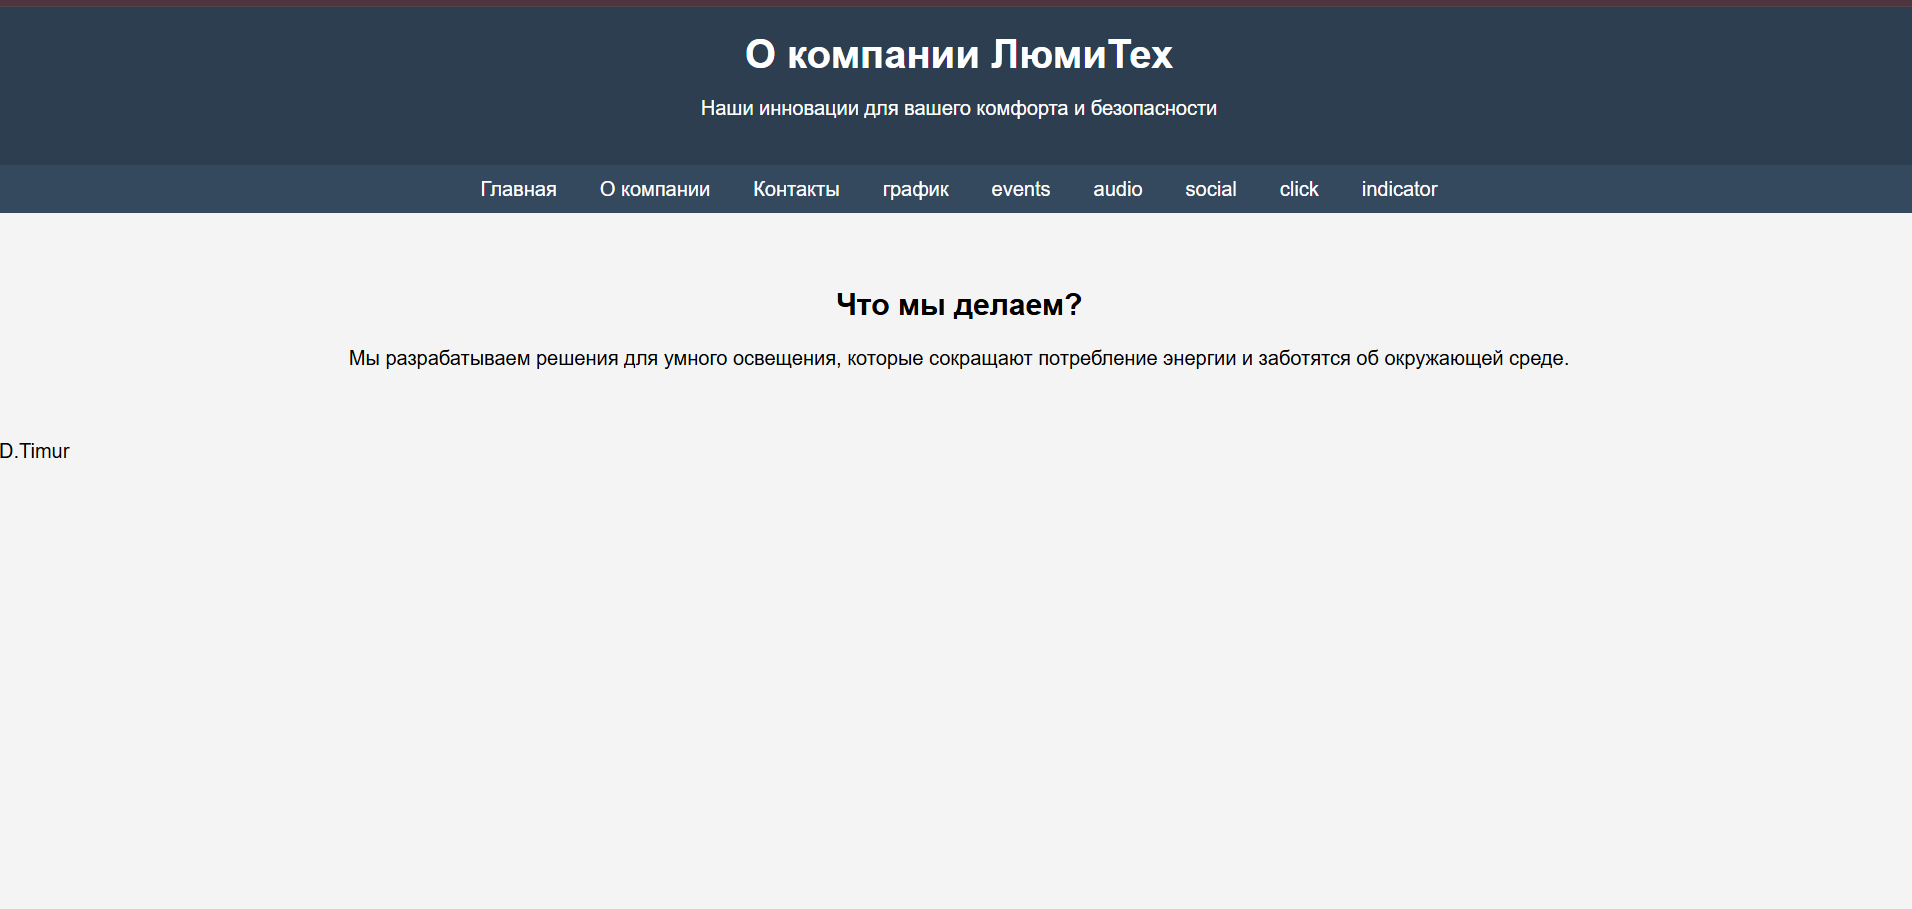 О компании ЛюмиТех
Наши инновации для вашего комфорта и безопасности
Главная О компании Контакты график events audio social click indicator
Что мы делаем?
Мы разрабатываем решения для умного освещения, которые сокращают потребление энергии и заботятся об окружающей среде.
D.Timur